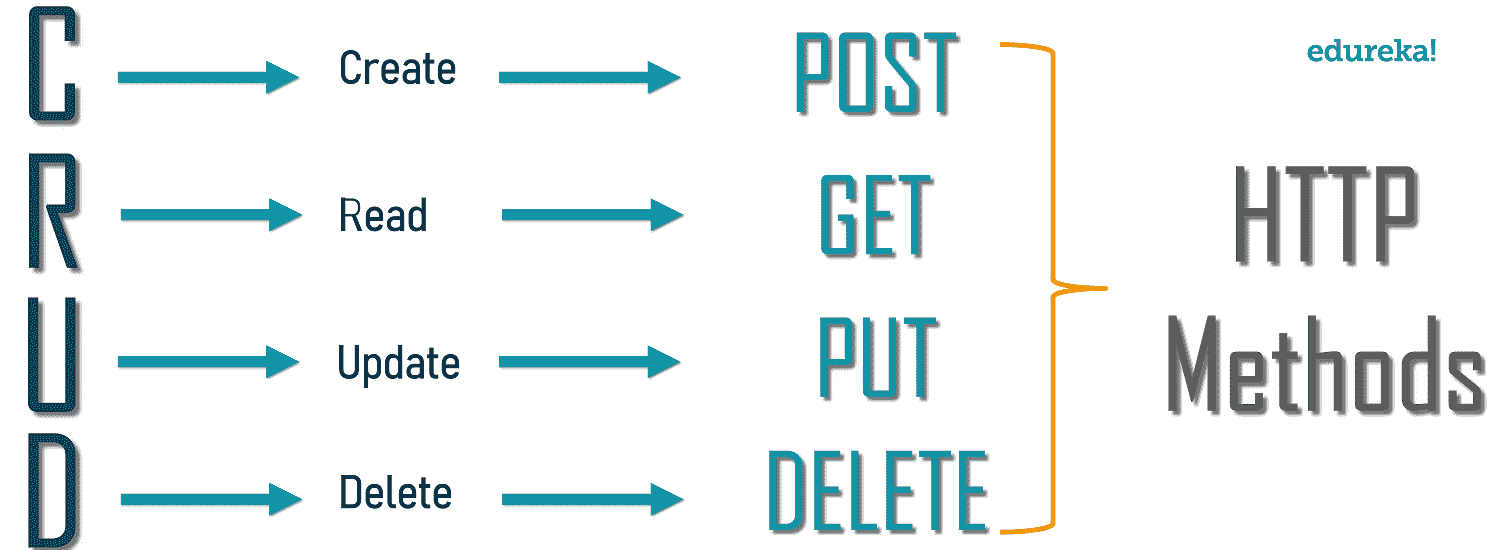 C Create POST edureka!
R Read GET HTTP
U Update PUT Methods
D Delete DELETE